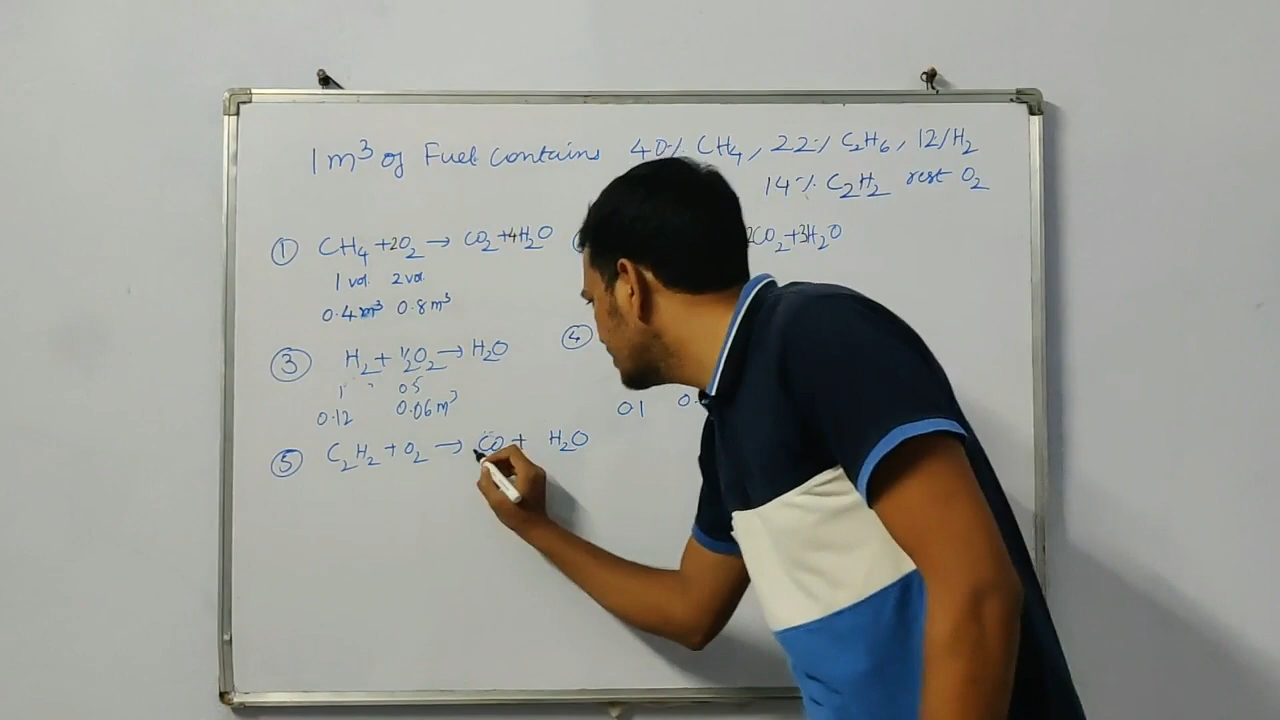 1 m³ of Fuel contains 40% CH₄, 22% C₂H₆, 12% H₂
14% C₂H₂ rest O₂
① CH₄ + 2O₂ → CO₂ + 4H₂O
2CO₂ + 3H₂O
1 vol. 2 vol
0.4 m³ 0.8 m³
③ H₂ + ½O₂ → H₂O
④
1 0.5
0.12 0.06 m³
0.1 0.
⑤ C₂H₂ + O₂ → CO + H₂O